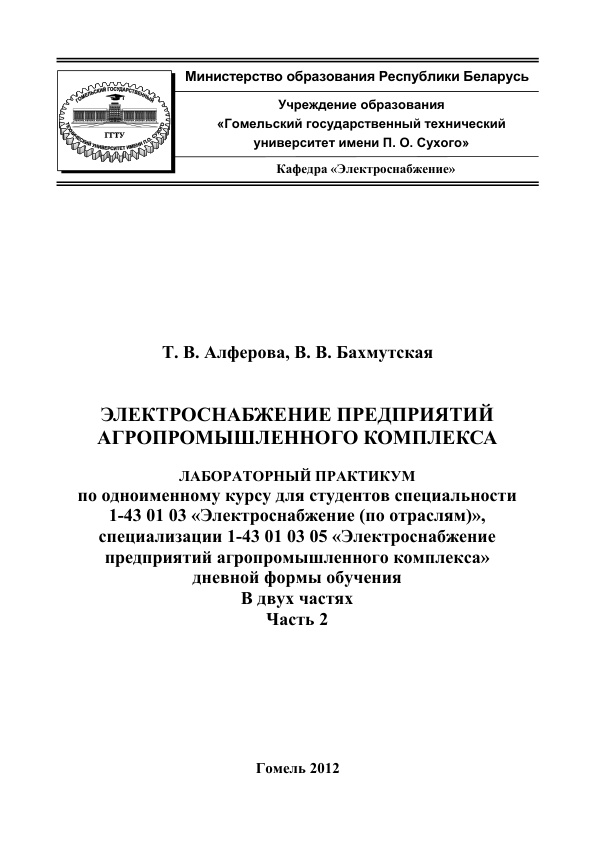 Министерство образования Республики Беларусь
ГОМЕЛЬСКИЙ ГОСУДАРСТВЕННЫЙ
ГГТУ
ТЕХНИЧЕСКИЙ УНИВЕРСИТЕТ ИМЕНИ П.О. СУХОГО
Учреждение образования
«Гомельский государственный технический
университет имени П. О. Сухого»
Кафедра «Электроснабжение»
Т. В. Алферова, В. В. Бахмутская
ЭЛЕКТРОСНАБЖЕНИЕ ПРЕДПРИЯТИЙ
АГРОПРОМЫШЛЕННОГО КОМПЛЕКСА
ЛАБОРАТОРНЫЙ ПРАКТИКУМ
по одноименному курсу для студентов специальности
1-43 01 03 «Электроснабжение (по отраслям)»,
специализации 1-43 01 03 05 «Электроснабжение
предприятий агропромышленного комплекса»
дневной формы обучения
В двух частях
Часть 2
Гомель 2012